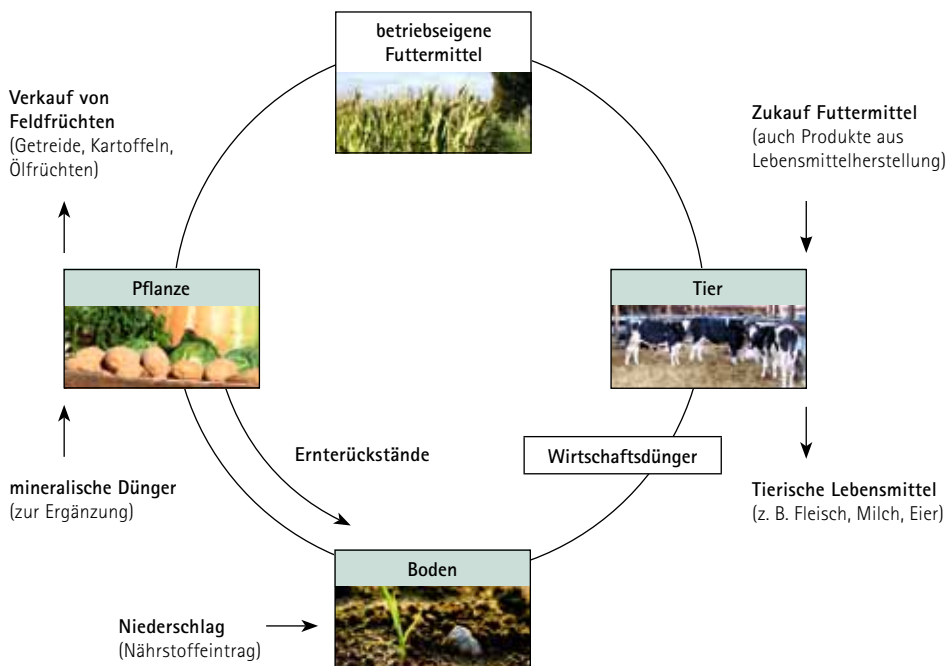 betriebseigene
Futtermittel
Verkauf von
Feldfrüchten
(Getreide, Kartoffeln,
Ölfrüchten)
Zukauf Futtermittel
(auch Produkte aus
Lebensmittelherstellung)
Pflanze
Tier
Ernterückstände
Wirtschaftsdünger
mineralische Dünger
(zur Ergänzung)
Tierische Lebensmittel
(z. B. Fleisch, Milch, Eier)
Boden
Niederschlag
(Nährstoffeintrag)